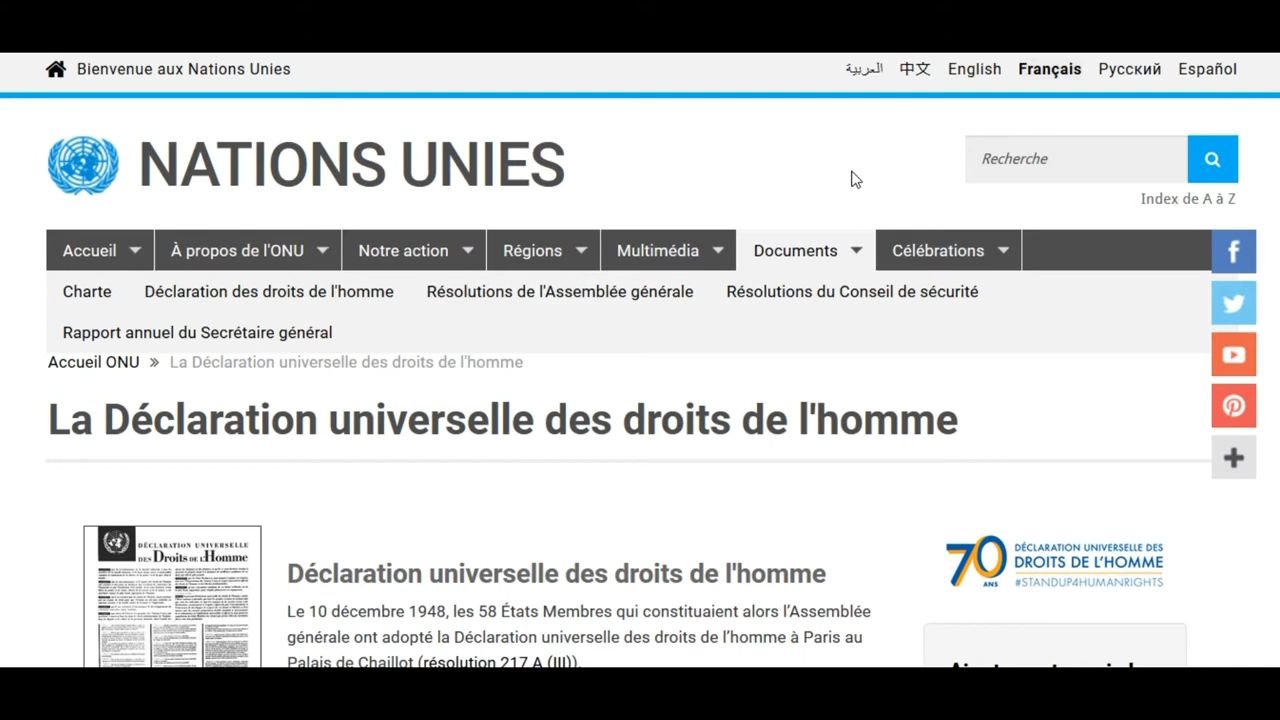 Bienvenue aux Nations Unies
العربية 中文 English Français Русский Español
NATIONS UNIES
Recherche
Index de A à Z
Accueil À propos de l'ONU Notre action Régions Multimédia Documents Célébrations
Charte Déclaration des droits de l'homme Résolutions de l'Assemblée générale Résolutions du Conseil de sécurité
Rapport annuel du Secrétaire général
Accueil ONU » La Déclaration universelle des droits de l'homme
La Déclaration universelle des droits de l'homme
DÉCLARATION UNIVERSELLE
DES Droits DE L'Homme
Déclaration universelle des droits de l'homme
Le 10 décembre 1948, les 58 États Membres qui constituaient alors l’Assemblée
générale ont adopté la Déclaration universelle des droits de l’homme à Paris au
Palais de Chaillot (résolution 217 A (III)).
70 ANS
DÉCLARATION UNIVERSELLE DES
DROITS DE L'HOMME
#STANDUP4HUMANRIGHTS